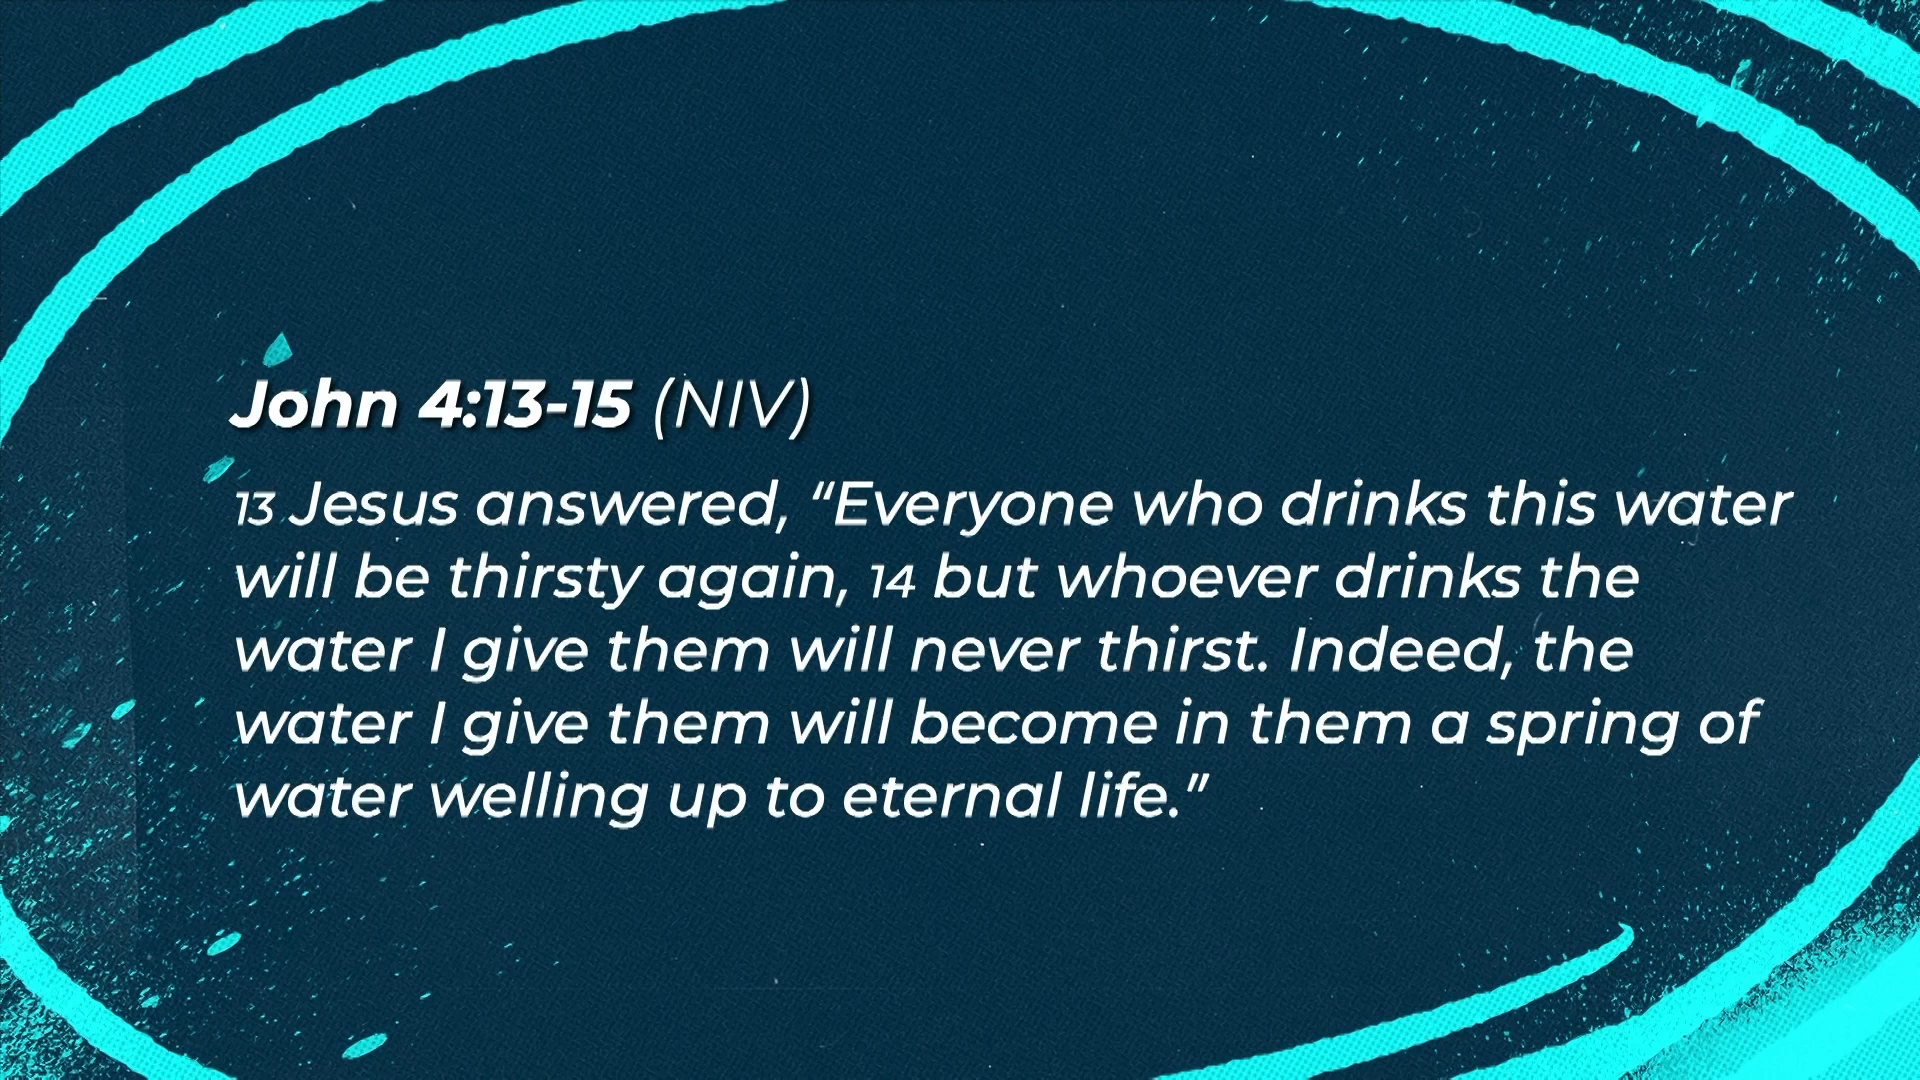 John 4:13-15 (NIV)
13 Jesus answered, “Everyone who drinks this water
will be thirsty again, 14 but whoever drinks the
water I give them will never thirst. Indeed, the
water I give them will become in them a spring of
water welling up to eternal life.”